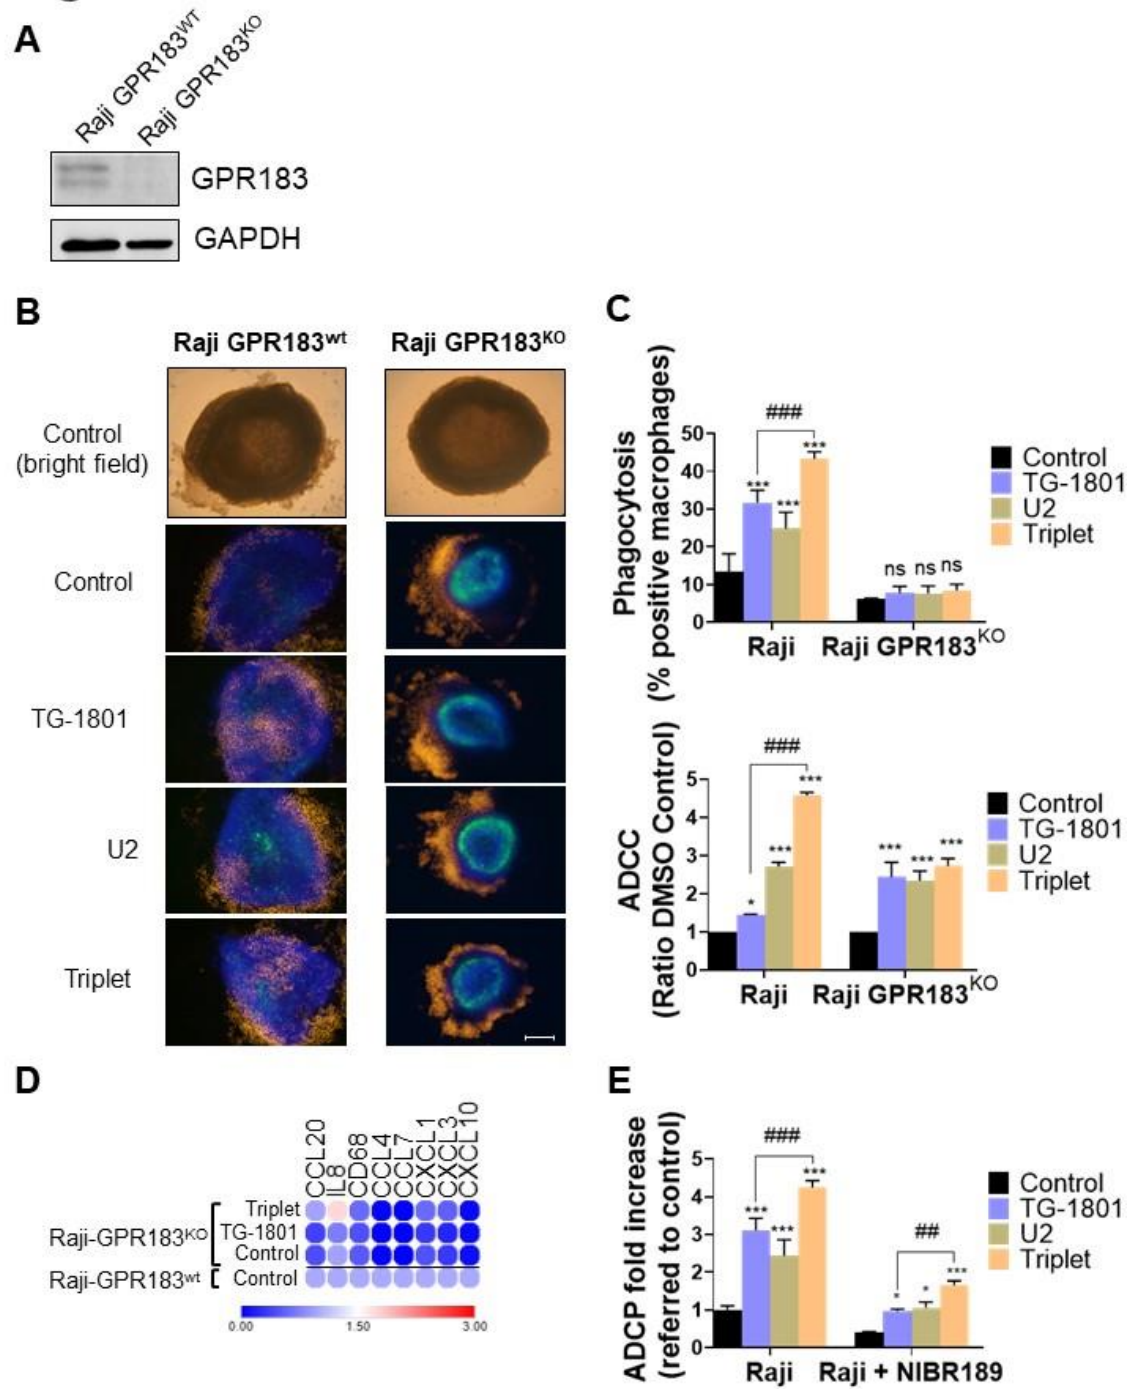 A
Raji GPR183WT
Raji GPR183KO
GPR183
GAPDH
B
Raji GPR183wt
Raji GPR183KO
Control
(bright field)
Control
TG-1801
U2
Triplet
C
Phagocytosis
(% positive macrophages)
###
50
40
30
20
10
0
***
***
***
ns
ns
ns
Raji
Raji GPR183KO
Control
TG-1801
U2
Triplet
ADCC
(Ratio DMSO Control)
###
5
4
3
2
1
0
*
***
***
***
***
***
Raji
Raji GPR183KO
Control
TG-1801
U2
Triplet
D
CCL20
IL8
CD68
CCL4
CCL7
CXCL1
CXCL3
CXCL10
Raji-GPR183KO
Triplet
TG-1801
Control
Raji-GPR183wt
Control
0.00
1.50
3.00
E
ADCP fold increase
(referred to control)
###
##
5
4
3
2
1
0
***
***
***
*
*
***
Raji
Raji + NIBR189
Control
TG-1801
U2
Triplet